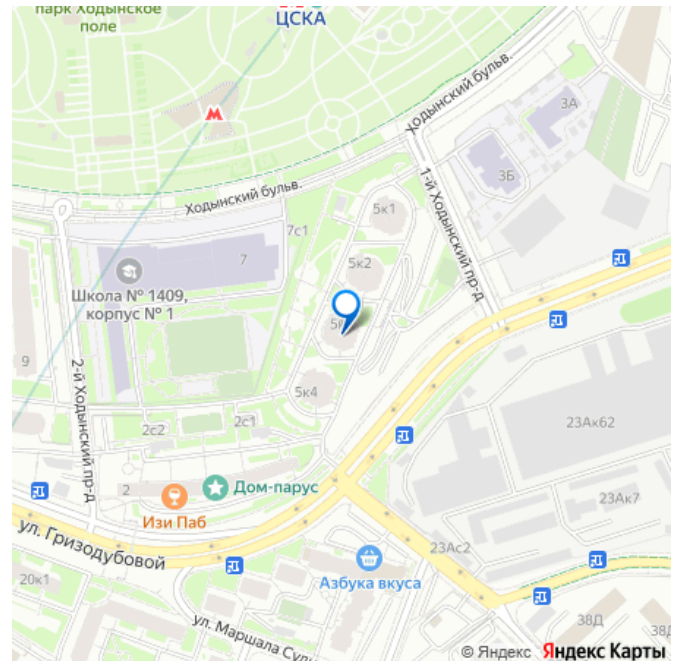 парк Ходынское
поле
ЦСКА
Ходынский бульв.
3А
3Б
1-й Ходынский пр-д
Ходынский бульв.
5к1
7с1
7
5к2
Школа № 1409,
корпус № 1
9
2-й Ходынский пр-д
5к4
2с2
2с1
23Ак62
2
Дом-парус
Изи Паб
23Ак7
ул. Гризодубовой
23Ас2
Азбука вкуса
20к1
ул. Маршала
38Д
© Яндекс Яндекс Карты